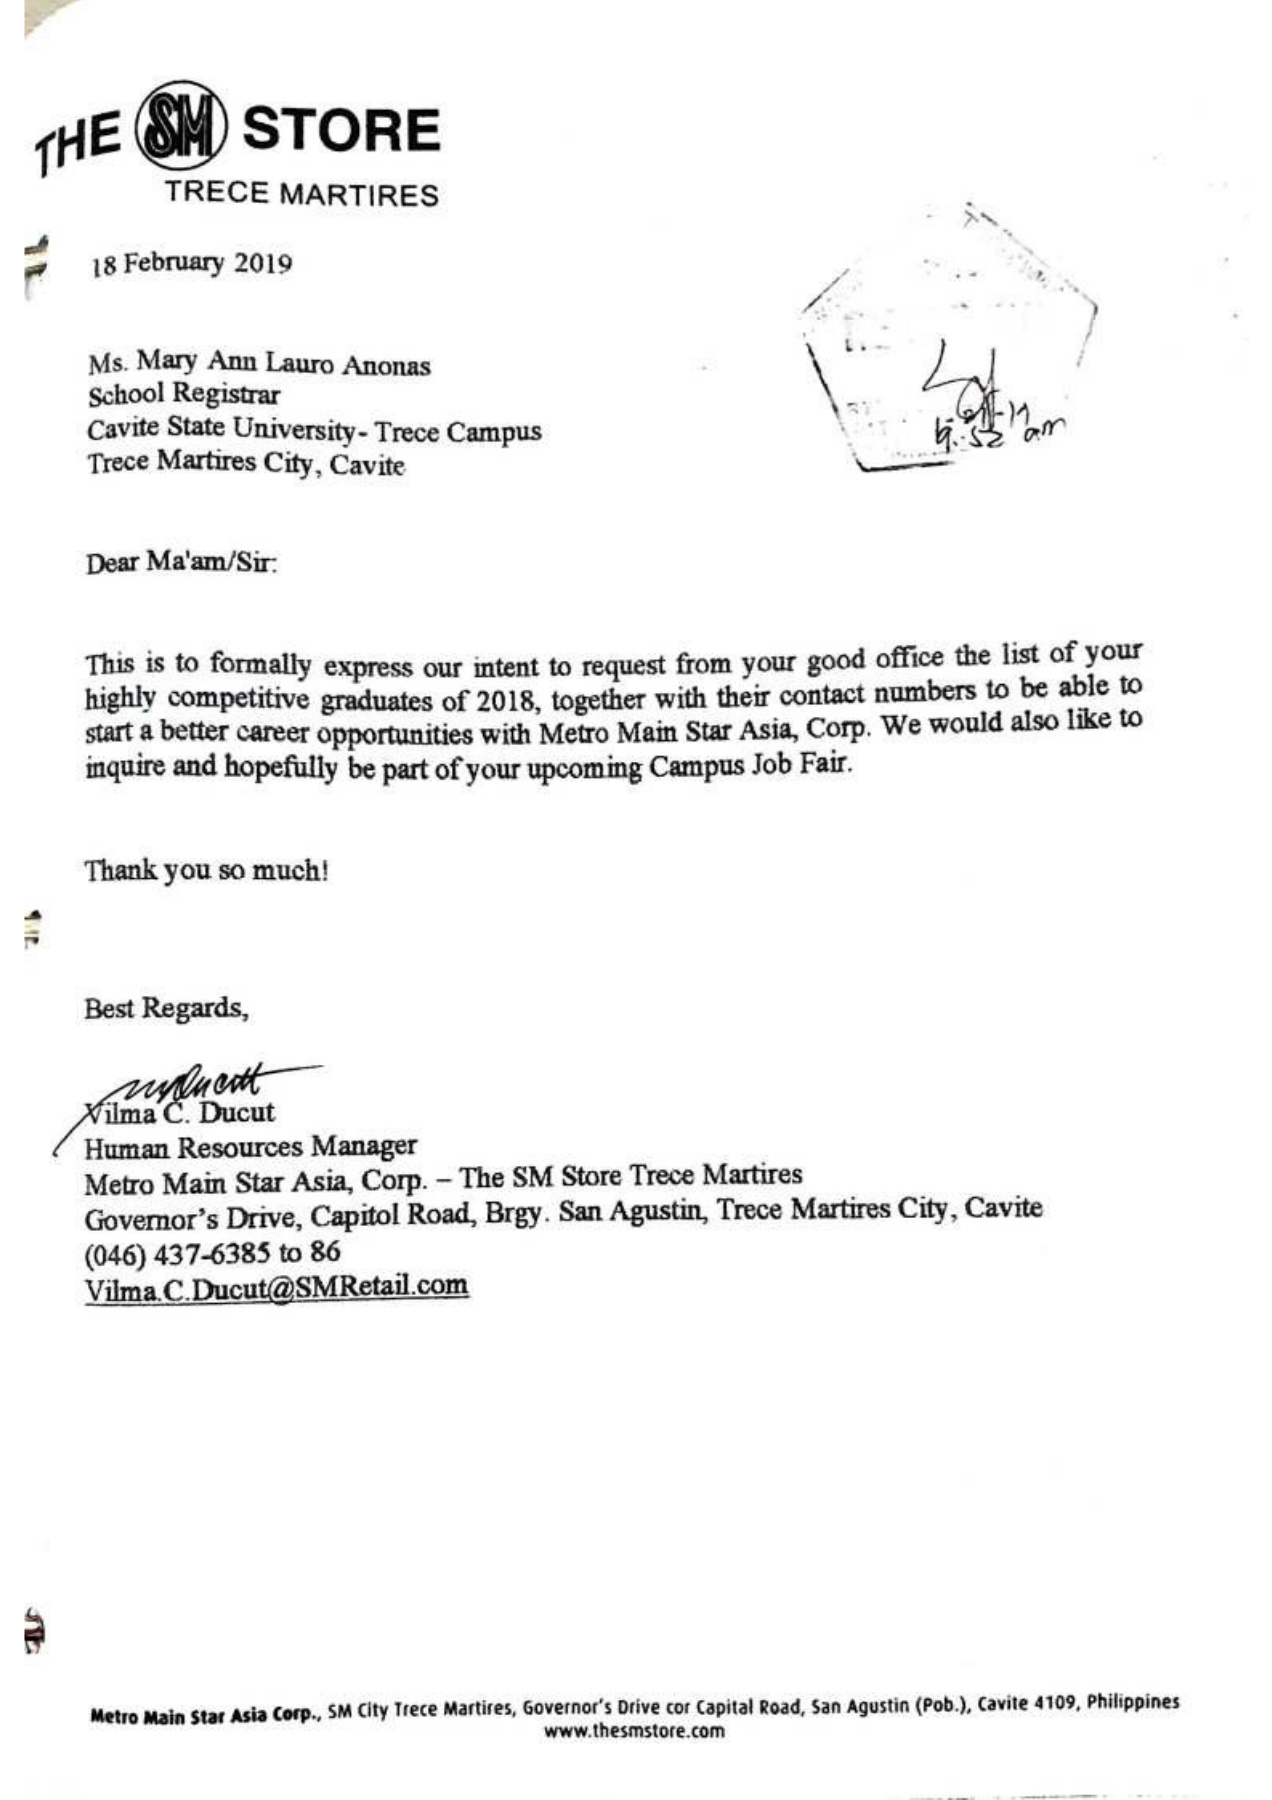 THE SM STORE
TRECE MARTIRES
18 February 2019
Ms. Mary Ann Lauro Anonas
School Registrar
Cavite State University- Trece Campus
Trece Martires City, Cavite
am
Dear Ma'am/Sir:
This is to formally express our intent to request from your good office the list of your
highly competitive graduates of 2018, together with their contact numbers to be able to
start a better career opportunities with Metro Main Star Asia, Corp. We would also like to
inquire and hopefully be part of your upcoming Campus Job Fair.
Thank you so much!
Best Regards,
Vilma C. Ducut
Human Resources Manager
Metro Main Star Asia, Corp. – The SM Store Trece Martires
Governor's Drive, Capitol Road, Brgy. San Agustin, Trece Martires City, Cavite
(046) 437-6385 to 86
Vilma.C.Ducut@SMRetail.com
Metro Main Star Asia Corp., SM City Trece Martires, Governor's Drive cor Capital Road, San Agustin (Pob.), Cavite 4109, Philippines
www.thesmstore.com